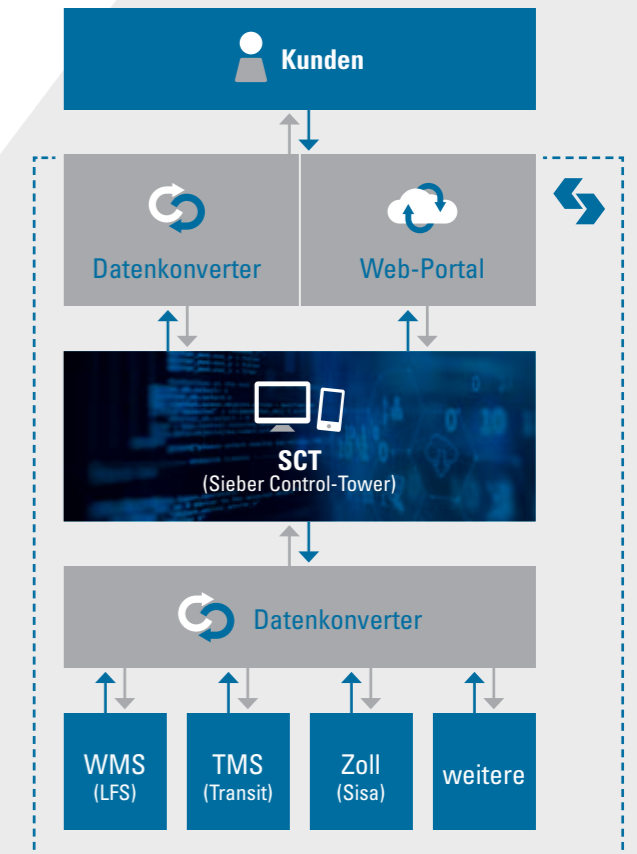 Kunden
Datenkonverter
Web-Portal
SCT
(Sieber Control-Tower)
Datenkonverter
WMS
(LFS)
TMS
(Transit)
Zoll
(Sisa)
weitere